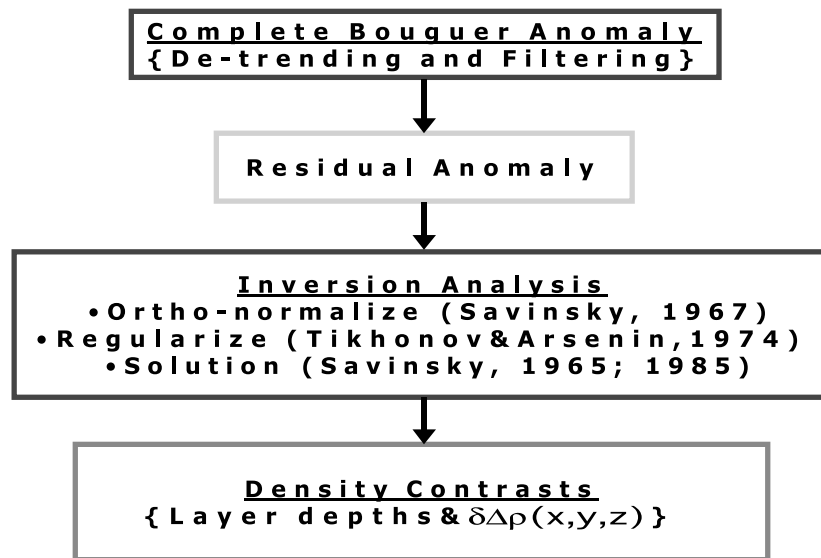 Complete Bouguer Anomaly
{De-trending and Filtering}
Residual Anomaly
Inversion Analysis
•Ortho-normalize (Savinsky, 1967)
•Regularize (Tikhonov&Arsenin,1974)
•Solution (Savinsky, 1965; 1985)
Density Contrasts
{Layer depths&δΔρ(x,y,z)}